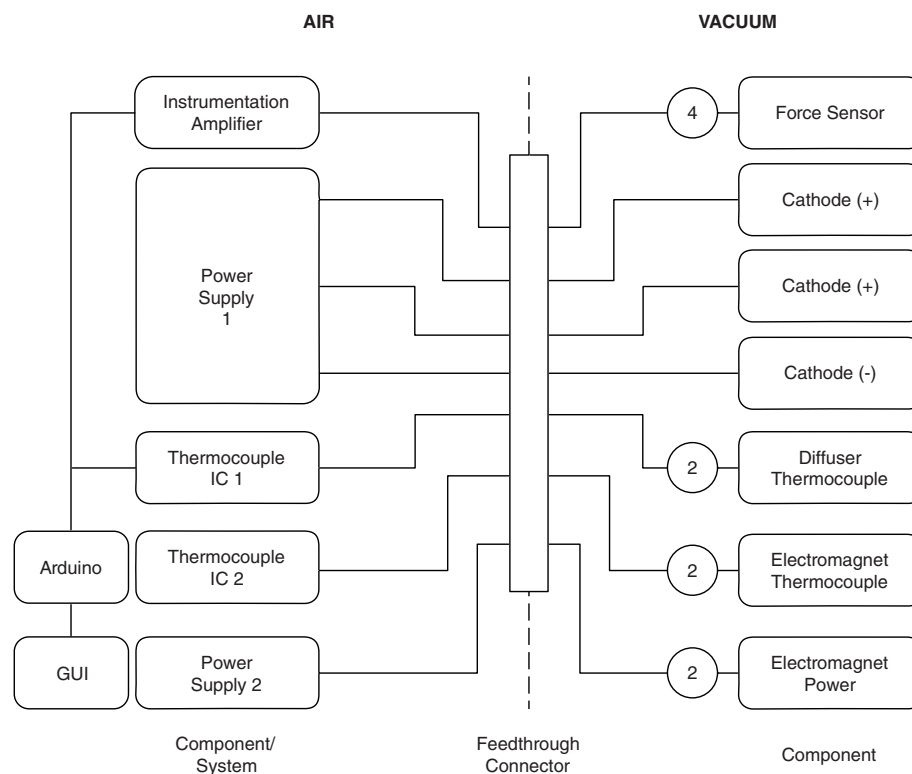 AIR
VACUUM
Instrumentation
Amplifier
4
Force Sensor
Power
Supply
1
Cathode (+)
Cathode (+)
Cathode (-)
Thermocouple
IC 1
2
Diffuser
Thermocouple
Arduino
Thermocouple
IC 2
2
Electromagnet
Thermocouple
GUI
Power
Supply 2
2
Electromagnet
Power
Component/
System
Feedthrough
Connector
Component